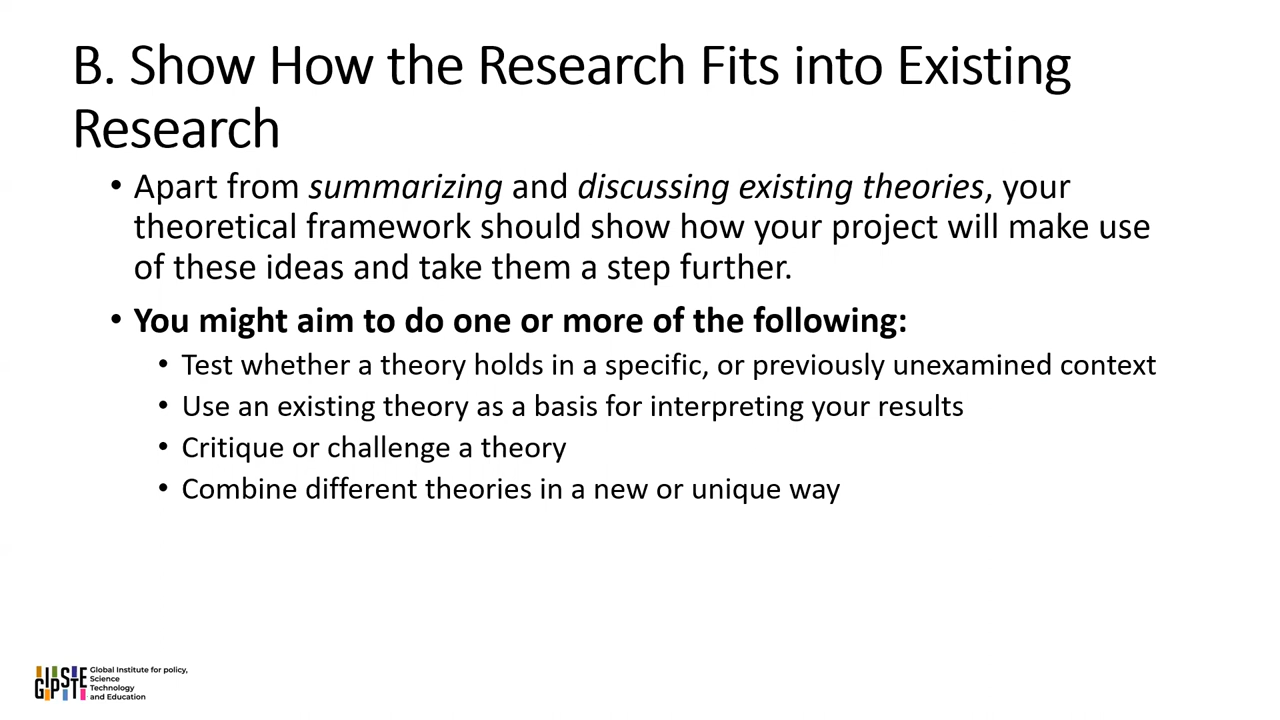 B. Show How the Research Fits into Existing
Research
• Apart from summarizing and discussing existing theories, your
theoretical framework should show how your project will make use
of these ideas and take them a step further.
• You might aim to do one or more of the following:
• Test whether a theory holds in a specific, or previously unexamined context
• Use an existing theory as a basis for interpreting your results
• Critique or challenge a theory
• Combine different theories in a new or unique way
GIPSTE
Global Institute for policy,
Science
Technology
and Education